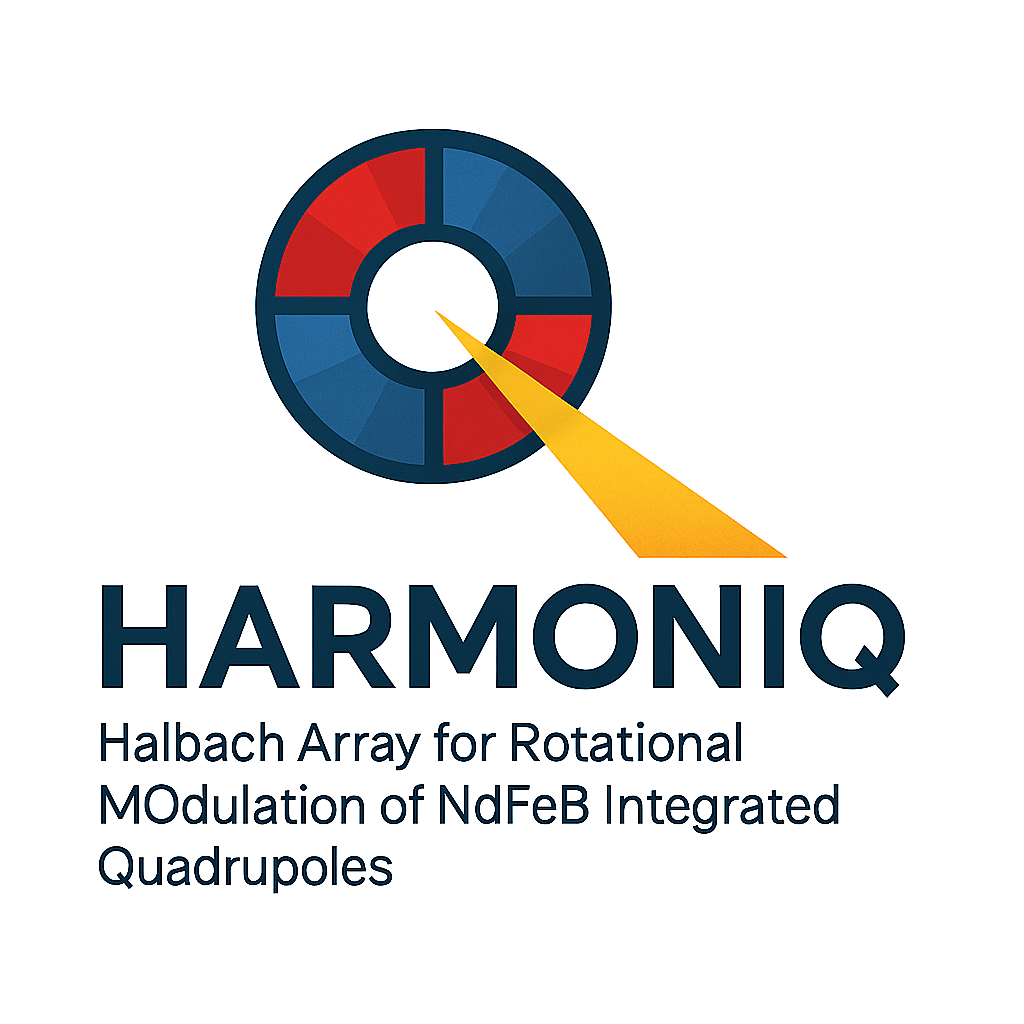 HARMONIQ
Halbach Array for Rotational
MOdulation of NdFeB Integrated
Quadrupoles